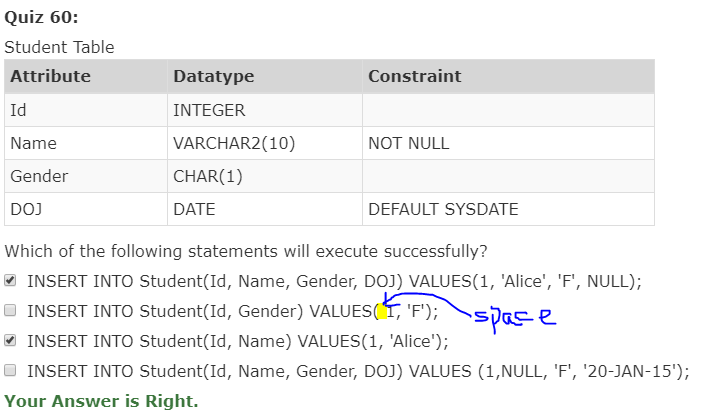 Quiz 60:
Student Table
Attribute Datatype Constraint
Id INTEGER
Name VARCHAR2(10) NOT NULL
Gender CHAR(1)
DOJ DATE DEFAULT SYSDATE
Which of the following statements will execute successfully?
INSERT INTO Student(Id, Name, Gender, DOJ) VALUES(1, 'Alice', 'F', NULL);
INSERT INTO Student(Id, Gender) VALUES( 1, 'F');
space
INSERT INTO Student(Id, Name) VALUES(1, 'Alice');
INSERT INTO Student(Id, Name, Gender, DOJ) VALUES (1,NULL, 'F', '20-JAN-15');
Your Answer is Right.